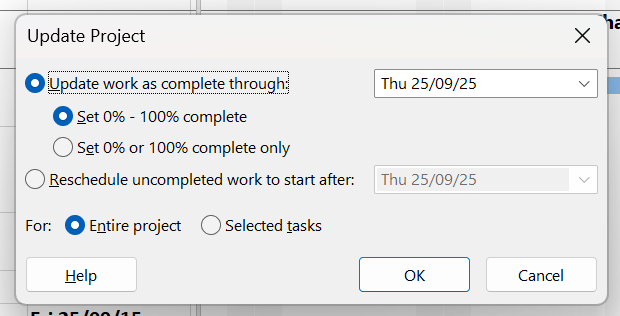 Update Project
Update work as complete through:
Thu 25/09/25
Set 0% - 100% complete
Set 0% or 100% complete only
Reschedule uncompleted work to start after:
Thu 25/09/25
For:
Entire project
Selected tasks
Help
OK
Cancel